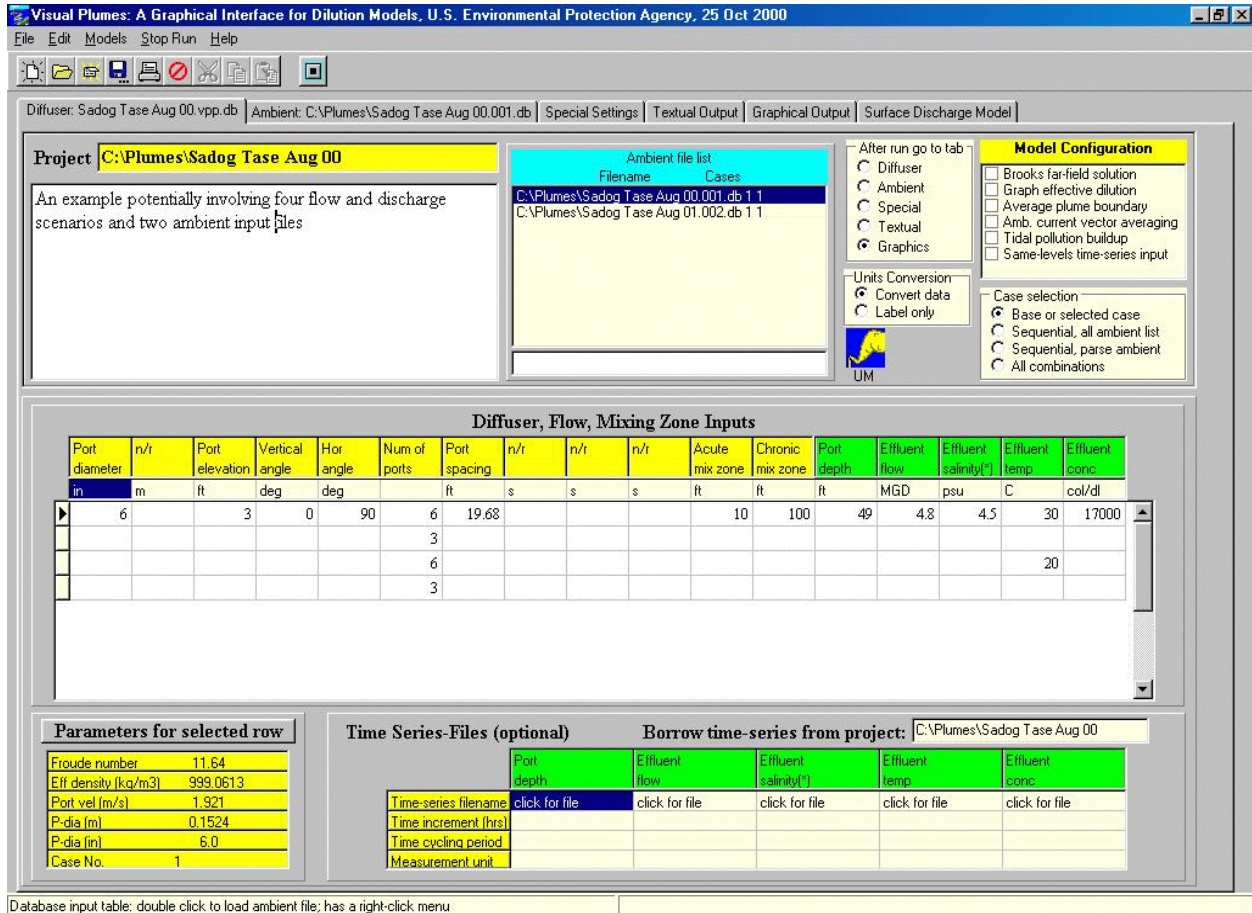 Visual Plumes: A Graphical Interface for Dilution Models, U.S. Environmental Protection Agency, 25 Oct 2000
File Edit Models Stop Run Help
Diffuser: Sadog Tase Aug 00.vpp.db Ambient: C:\Plumes\Sadog Tase Aug 00.001.db Special Settings Textual Output Graphical Output Surface Discharge Model
Project C:\Plumes\Sadog Tase Aug 00
An example potentially involving four flow and discharge
scenarios and two ambient input files
Ambient file list
Filename Cases
C:\Plumes\Sadog Tase Aug 00.001.db 1 1
C:\Plumes\Sadog Tase Aug 01.002.db 1 1
After run go to tab
Diffuser
Ambient
Special
Textual
Graphics
Units Conversion
Convert data
Label only
UM
Model Configuration
Brooks far-field solution
Graph effective dilution
Average plume boundary
Amb. current vector averaging
Tidal pollution buildup
Same-levels time-series input
Case selection
Base or selected case
Sequential, all ambient list
Sequential, parse ambient
All combinations
Diffuser, Flow, Mixing Zone Inputs
Port n/r Port Vertical Hor Num of Port n/r n/r n/r Acute Chronic Port Effluent Effluent Effluent Effluent
diameter elevation angle angle ports spacing mix zone mix zone depth flow salinity(*) temp conc
in m ft deg deg ft s s s ft ft ft MGD psu C col/dl
6 3 0 90 6 19.68 10 100 49 4.8 4.5 30 17000
3
6 20
3
Parameters for selected row
Froude number 11.64
Eff density (kg/m3) 999.0613
Port vel (m/s) 1.921
P-dia (m) 0.1524
P-dia (in) 6.0
Case No. 1
Time Series-Files (optional) Borrow time-series from project: C:\Plumes\Sadog Tase Aug 00
Port Effluent Effluent Effluent Effluent
depth flow salinity(*) temp conc
Time-series filename click for file click for file click for file click for file click for file
Time increment (hrs)
Time cycling period
Measurement unit
Database input table: double click to load ambient file; has a right-click menu